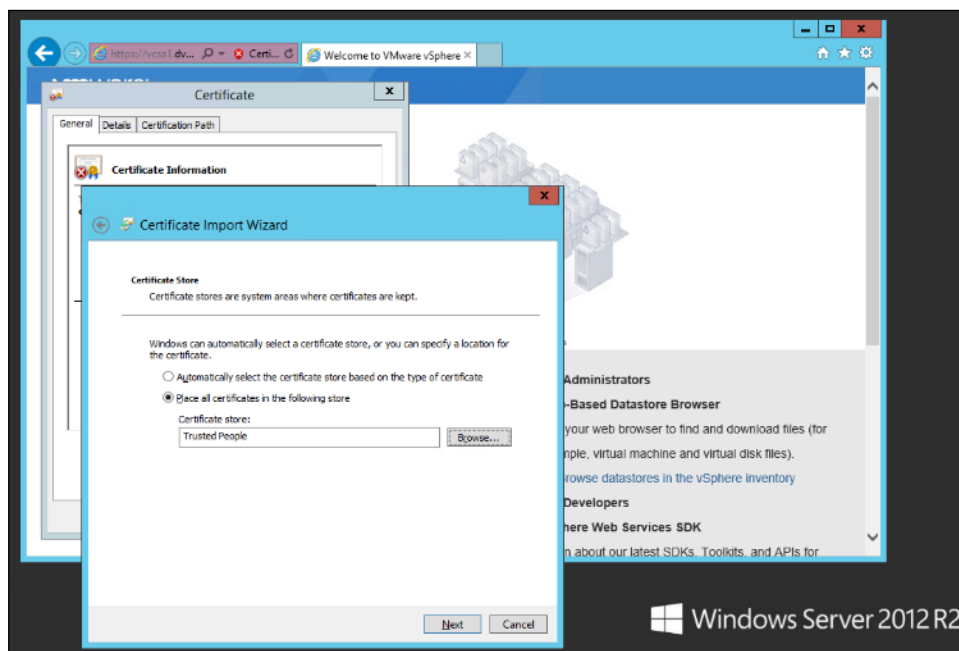 https://vcsa1.dv...
Certi...
Welcome to VMware vSphere
Certificate
General
Details
Certification Path
Certificate Information
Certificate Import Wizard
Certificate Store
Certificate stores are system areas where certificates are kept.
Windows can automatically select a certificate store, or you can specify a location for
the certificate.
Automatically select the certificate store based on the type of certificate
Place all certificates in the following store
Certificate store:
Trusted People
Browse...
Next
Cancel
Administrators
-Based Datastore Browser
your web browser to find and download files (for
mple, virtual machine and virtual disk files).
rowse datastores in the vSphere inventory
Developers
here Web Services SDK
n about our latest SDKs, Toolkits, and APIs for
Windows Server 2012 R2